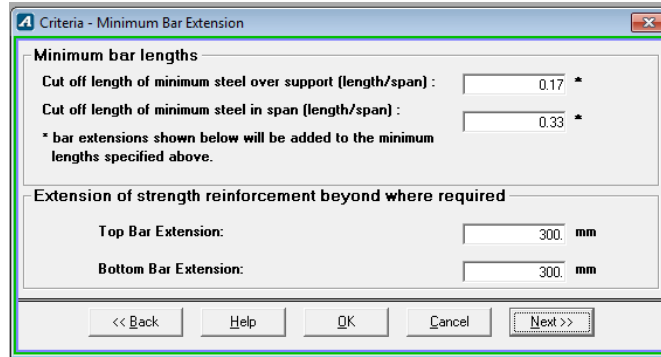 Criteria - Minimum Bar Extension
Minimum bar lengths
Cut off length of minimum steel over support (length/span) : 0.17 *
Cut off length of minimum steel in span (length/span) : 0.33 *
* bar extensions shown below will be added to the minimum
lengths specified above.
Extension of strength reinforcement beyond where required
Top Bar Extension: 300. mm
Bottom Bar Extension: 300. mm
<< Back Help OK Cancel Next >>